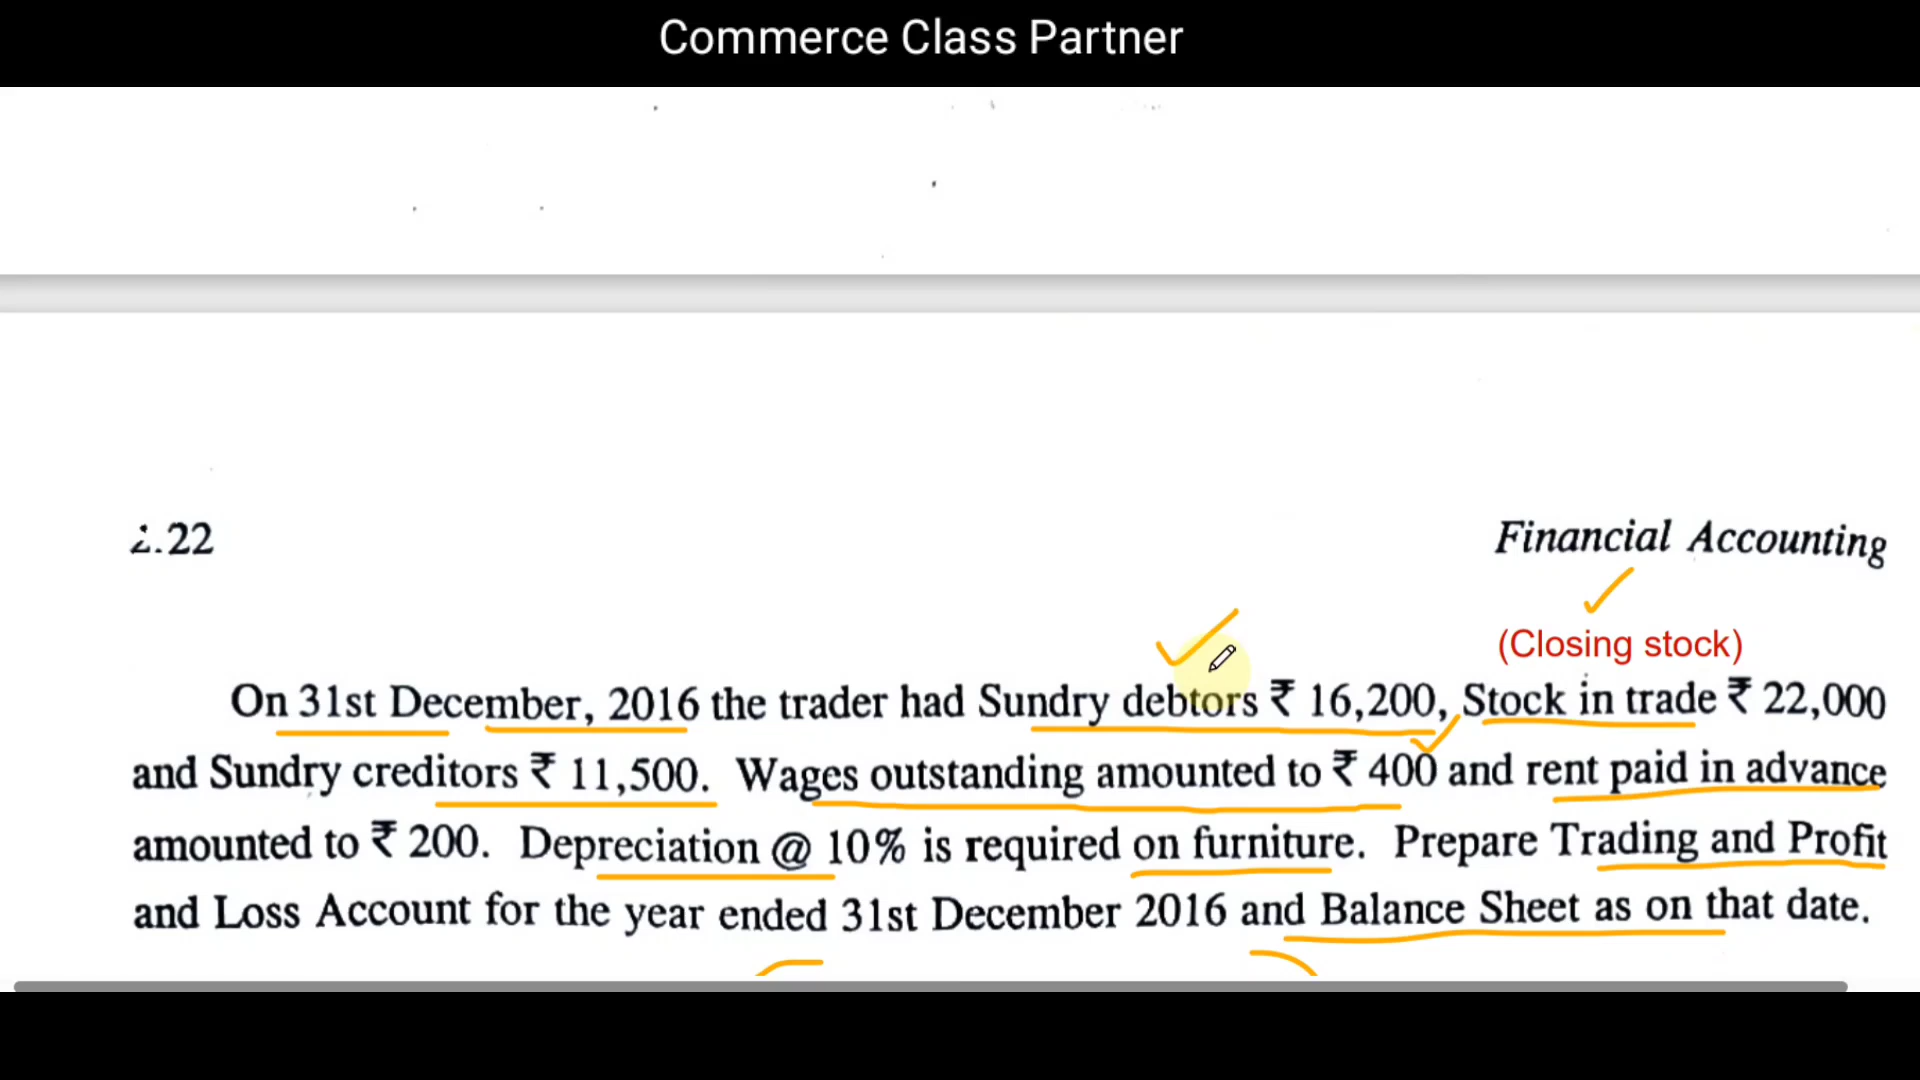 Commerce Class Partner
2.22
Financial Accounting
(Closing stock)
On 31st December, 2016 the trader had Sundry debtors ₹ 16,200, Stock in trade ₹ 22,000
and Sundry creditors ₹ 11,500. Wages outstanding amounted to ₹ 400 and rent paid in advance
amounted to ₹ 200. Depreciation @ 10% is required on furniture. Prepare Trading and Profit
and Loss Account for the year ended 31st December 2016 and Balance Sheet as on that date.